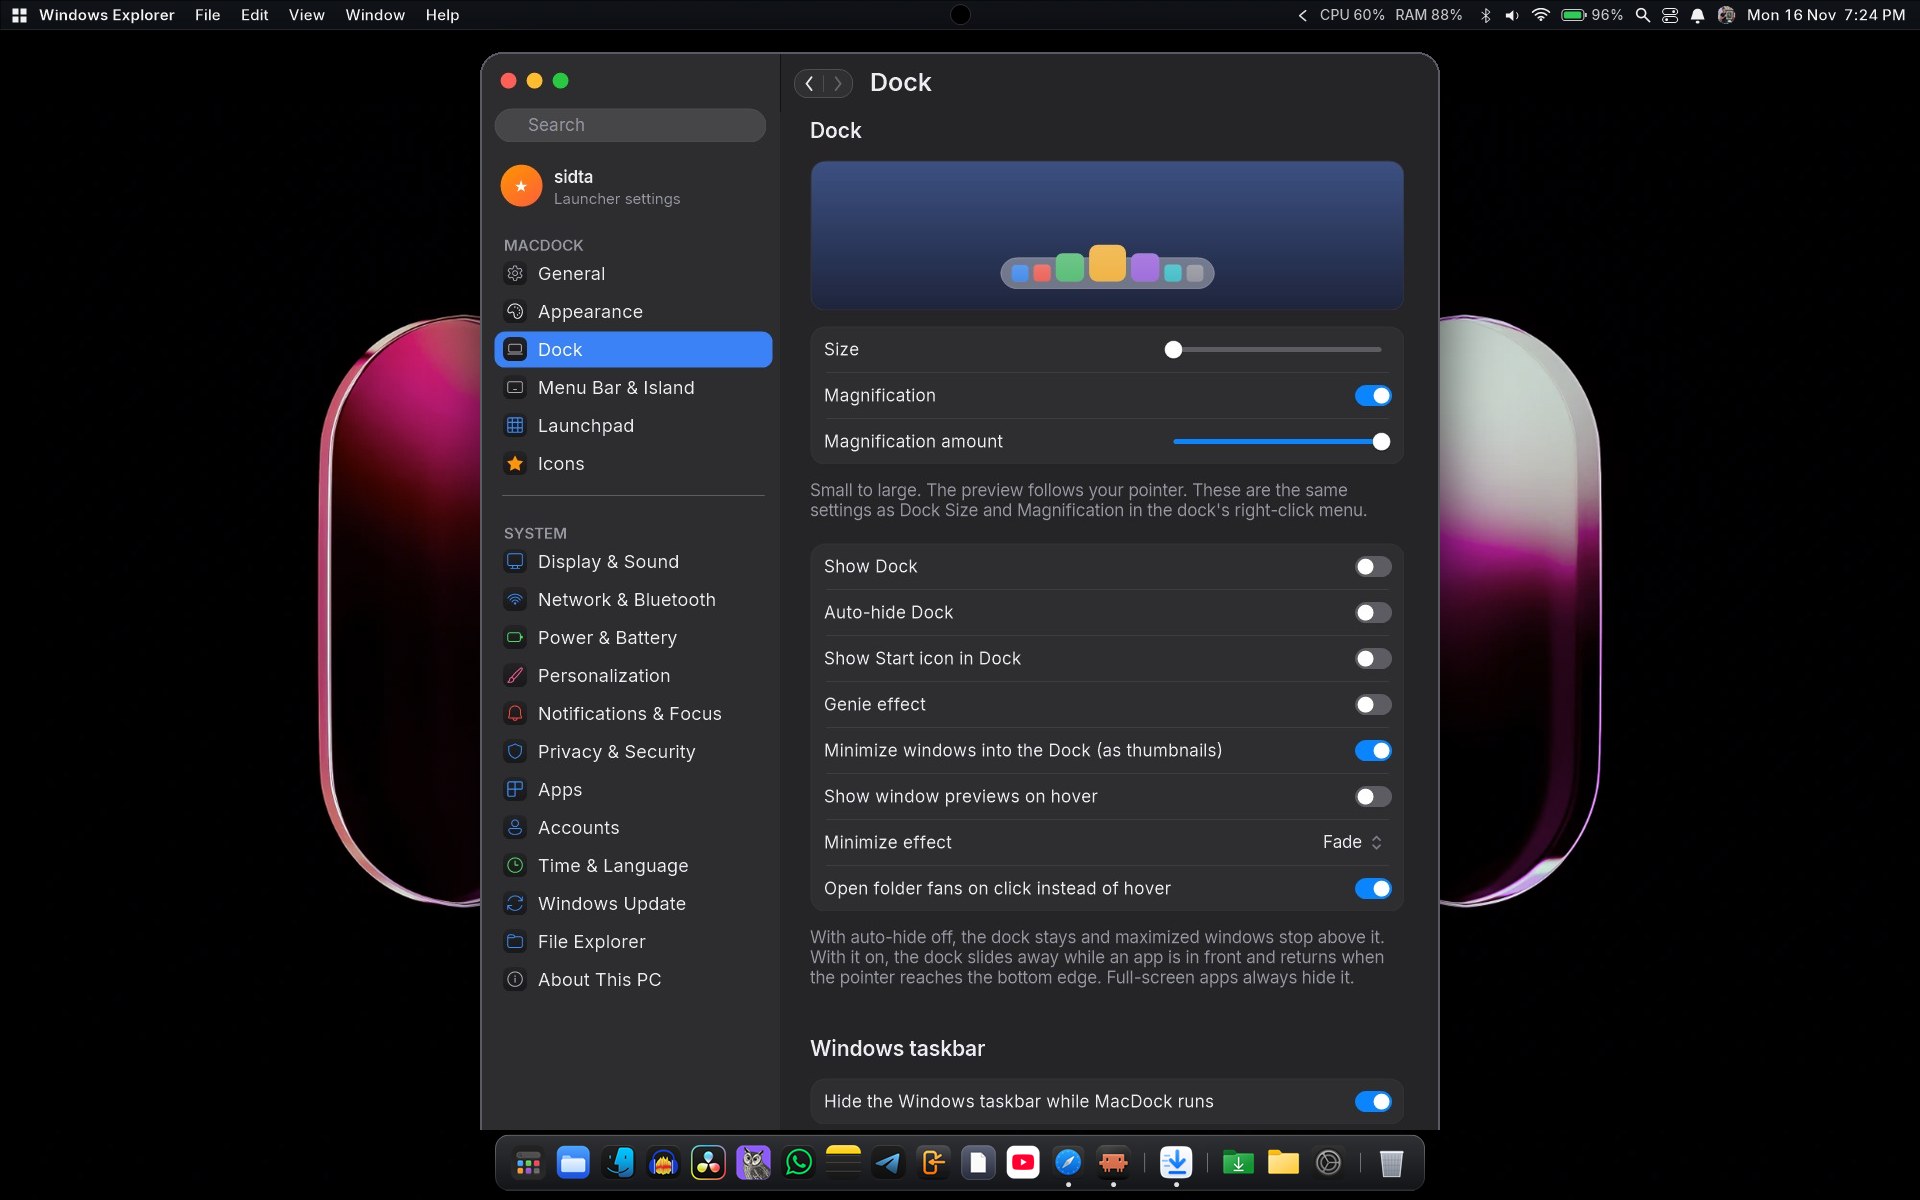 Windows Explorer File Edit View Window Help
CPU 60% RAM 88% 96% Mon 16 Nov 7:24 PM
Search
sidta
Launcher settings
MACDOCK
General
Appearance
Dock
Menu Bar & Island
Launchpad
Icons
SYSTEM
Display & Sound
Network & Bluetooth
Power & Battery
Personalization
Notifications & Focus
Privacy & Security
Apps
Accounts
Time & Language
Windows Update
File Explorer
About This PC
Dock
Dock
Size
Magnification
Magnification amount
Small to large. The preview follows your pointer. These are the same
settings as Dock Size and Magnification in the dock's right-click menu.
Show Dock
Auto-hide Dock
Show Start icon in Dock
Genie effect
Minimize windows into the Dock (as thumbnails)
Show window previews on hover
Minimize effect Fade
Open folder fans on click instead of hover
With auto-hide off, the dock stays and maximized windows stop above it.
With it on, the dock slides away while an app is in front and returns when
the pointer reaches the bottom edge. Full-screen apps always hide it.
Windows taskbar
Hide the Windows taskbar while MacDock runs